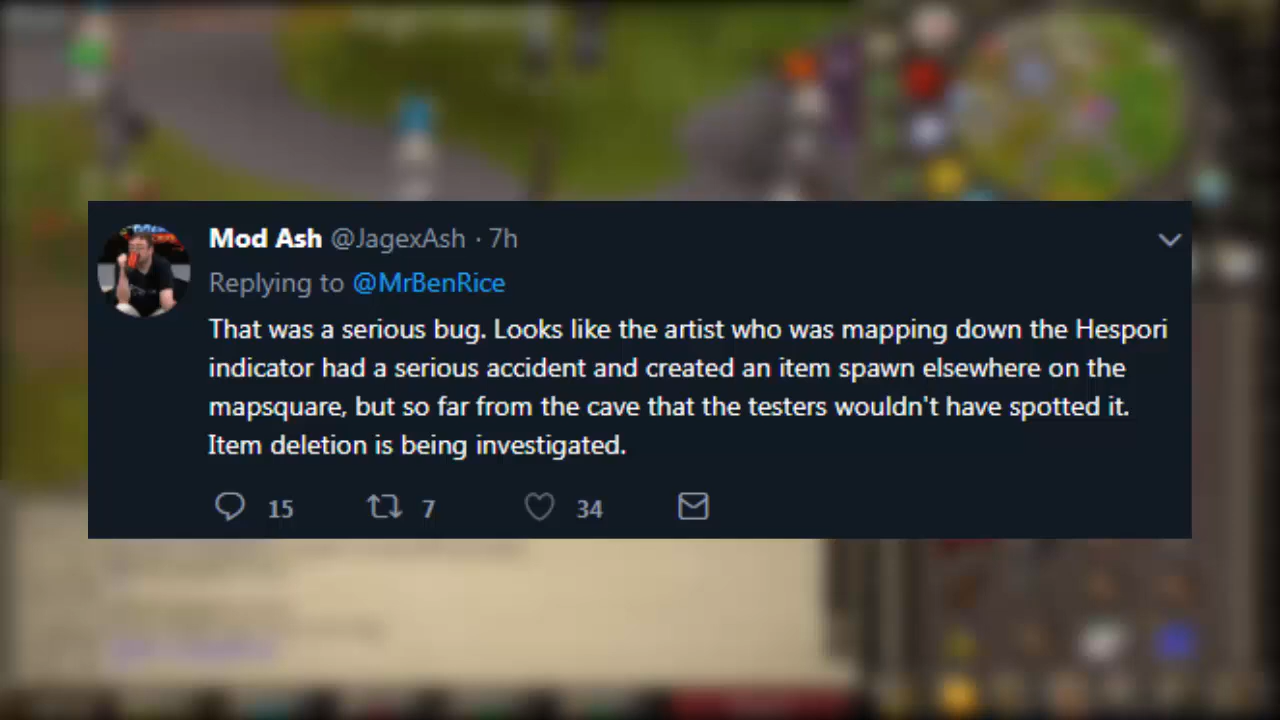 Mod Ash @JagexAsh · 7h
Replying to @MrBenRice
That was a serious bug. Looks like the artist who was mapping down the Hespori
indicator had a serious accident and created an item spawn elsewhere on the
mapsquare, but so far from the cave that the testers wouldn't have spotted it.
Item deletion is being investigated.
15 7 34